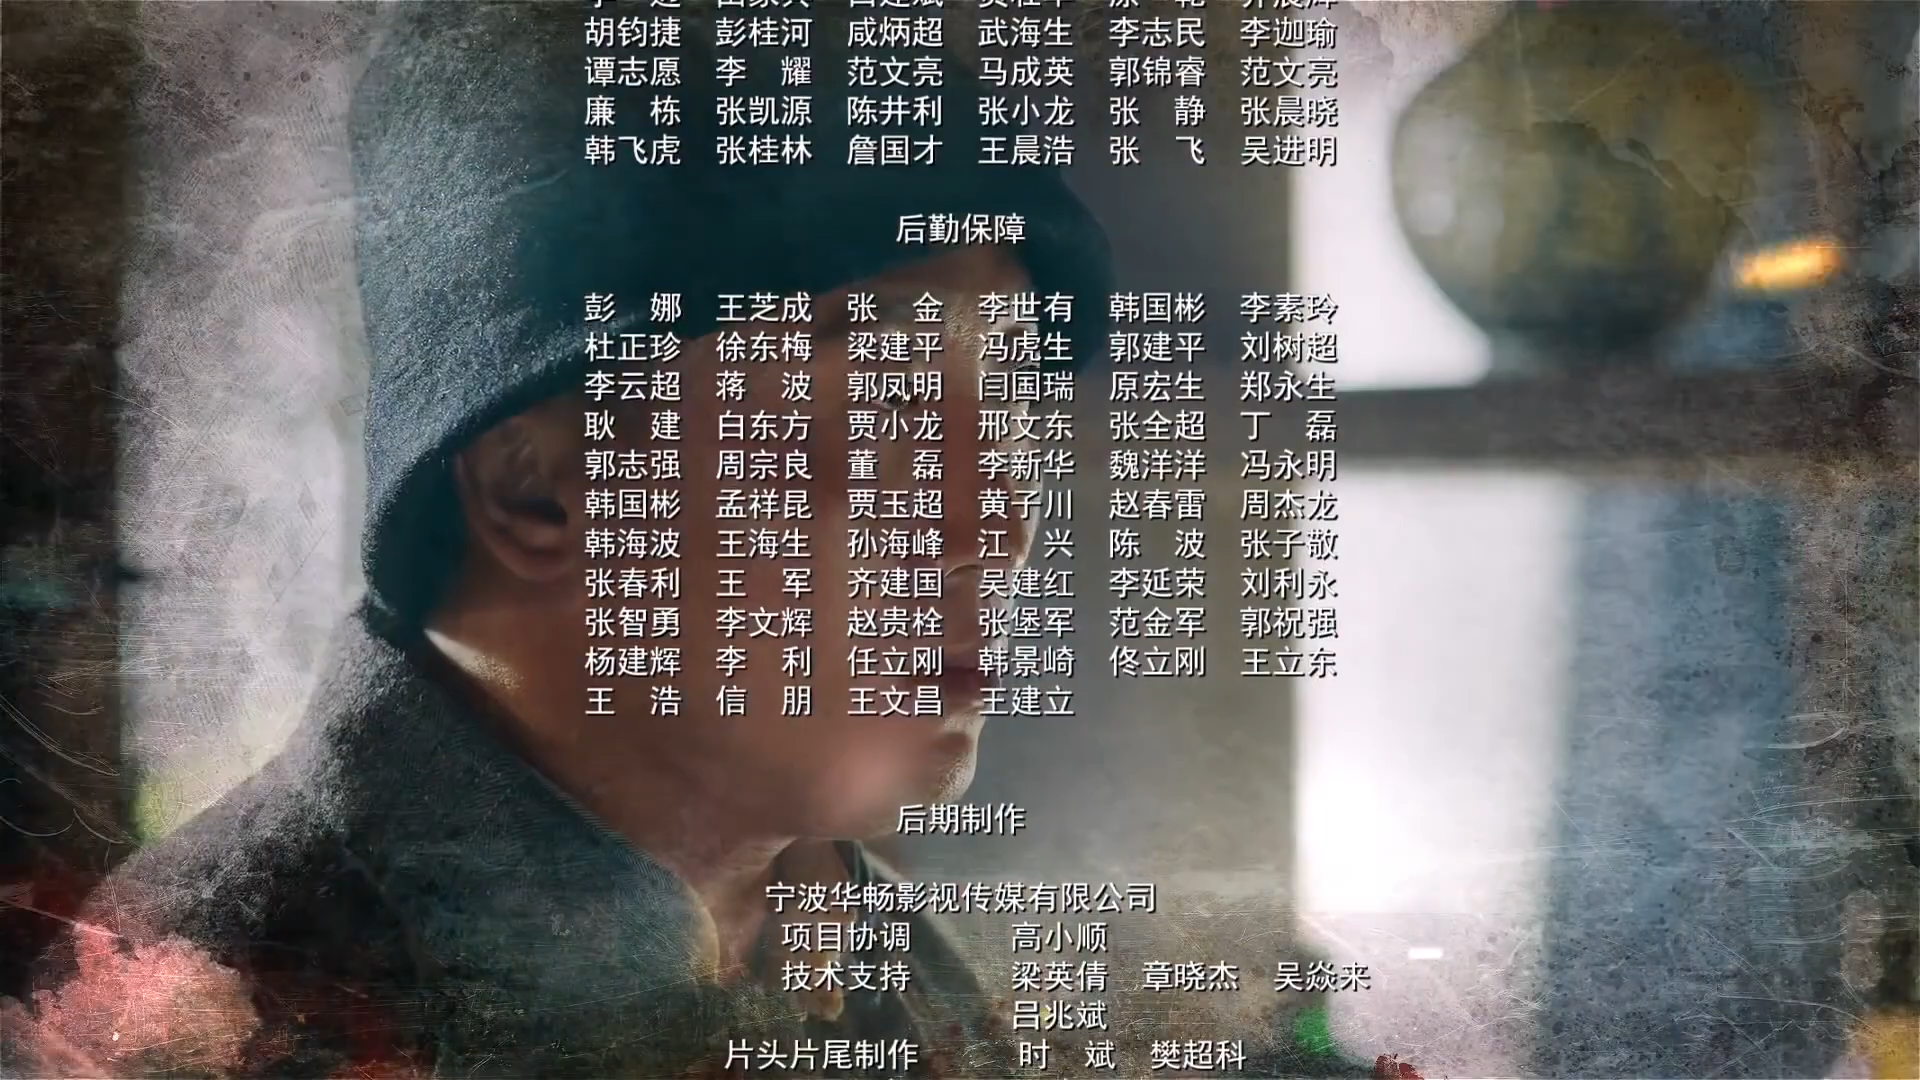 胡钧捷 彭桂河 咸炳超 武海生 李志民 李迦瑜
谭志愿 李 耀 范文亮 马成英 郭锦睿 范文亮
廉 栋 张凯源 陈井利 张小龙 张 静 张晨晓
韩飞虎 张桂林 詹国才 王晨浩 张 飞 吴进明
后勤保障
彭 娜 王芝成 张 金 李世有 韩国彬 李素玲
杜正珍 徐东梅 梁建平 冯虎生 郭建平 刘树超
李云超 蒋 波 郭凤明 闫国瑞 原宏生 郑永生
耿 建 白东方 贾小龙 邢文东 张全超 丁 磊
郭志强 周宗良 董 磊 李新华 魏洋洋 冯永明
韩国彬 孟祥昆 贾玉超 黄子川 赵春雷 周杰龙
韩海波 王海生 孙海峰 江 兴 陈 波 张子敬
张春利 王 军 齐建国 吴建红 李延荣 刘利永
张智勇 李文辉 赵贵栓 张堡军 范金军 郭祝强
杨建辉 李 利 任立刚 韩景崎 佟立刚 王立东
王 浩 信 朋 王文昌 王建立
后期制作
宁波华畅影视传媒有限公司
项目协调 高小顺
技术支持 梁英倩 章晓杰 吴焱来
吕兆斌
片头片尾制作 时 斌 樊超科